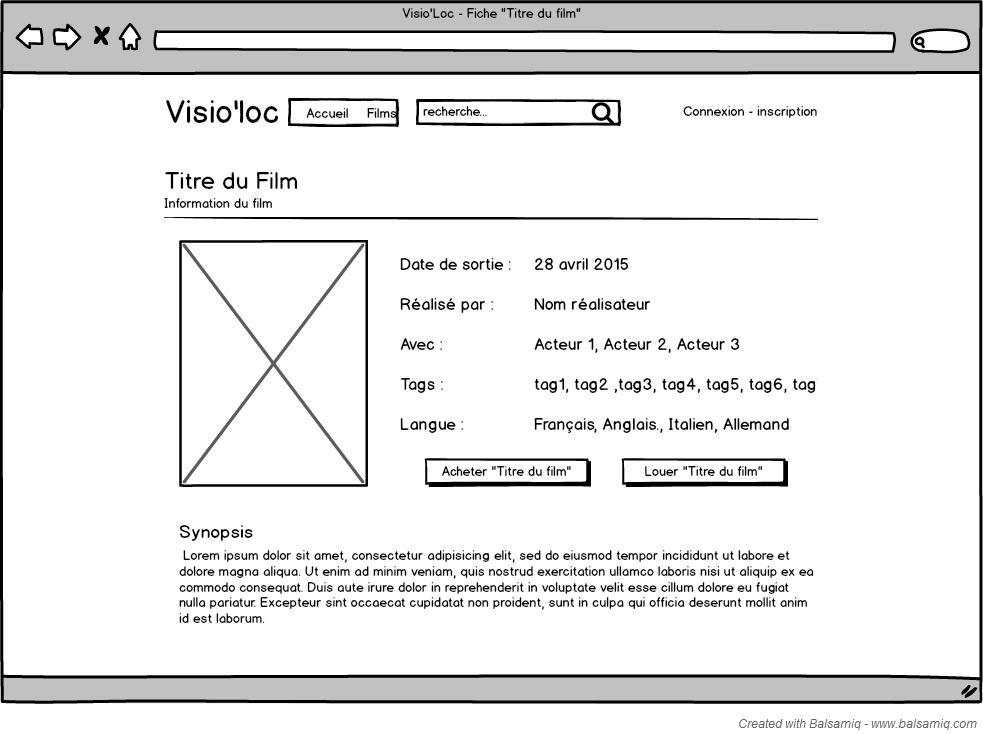 Visio'Loc - Fiche "Titre du film"
Visio'loc Accueil Films recherche... Connexion - inscription
Titre du Film
Information du film
Date de sortie : 28 avril 2015
Réalisé par : Nom réalisateur
Avec : Acteur 1, Acteur 2, Acteur 3
Tags : tag1, tag2 ,tag3, tag4, tag5, tag6, tag
Langue : Français, Anglais., Italien, Allemand
Acheter "Titre du film" Louer "Titre du film"
Synopsis
Lorem ipsum dolor sit amet, consectetur adipisicing elit, sed do eiusmod tempor incididunt ut labore et
dolore magna aliqua. Ut enim ad minim veniam, quis nostrud exercitation ullamco laboris nisi ut aliquip ex ea
commodo consequat. Duis aute irure dolor in reprehenderit in voluptate velit esse cillum dolore eu fugiat
nulla pariatur. Excepteur sint occaecat cupidatat non proident, sunt in culpa qui officia deserunt mollit anim
id est laborum.
Created with Balsamiq - www.balsamiq.com